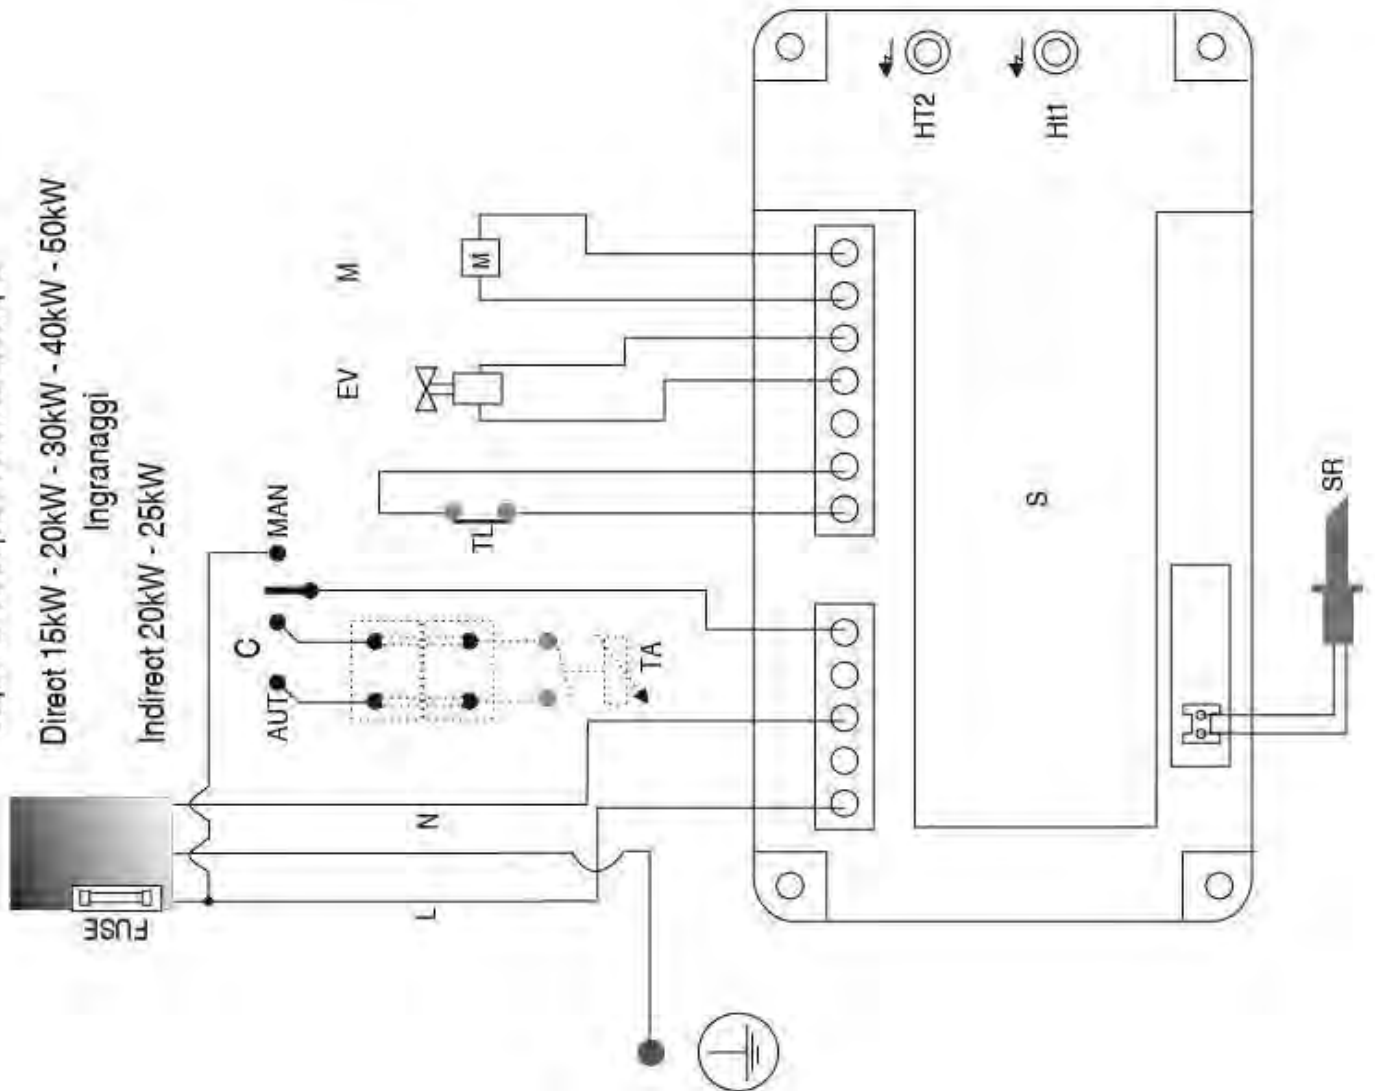 Direct 15kW - 20kW - 30kW - 40kW - 50kW
Ingranaggi
Indirect 20kW - 25kW
FUSE
AUT
C
MAN
EV
M
M
TL
TA
L
N
HT2
Ht1
S
SR